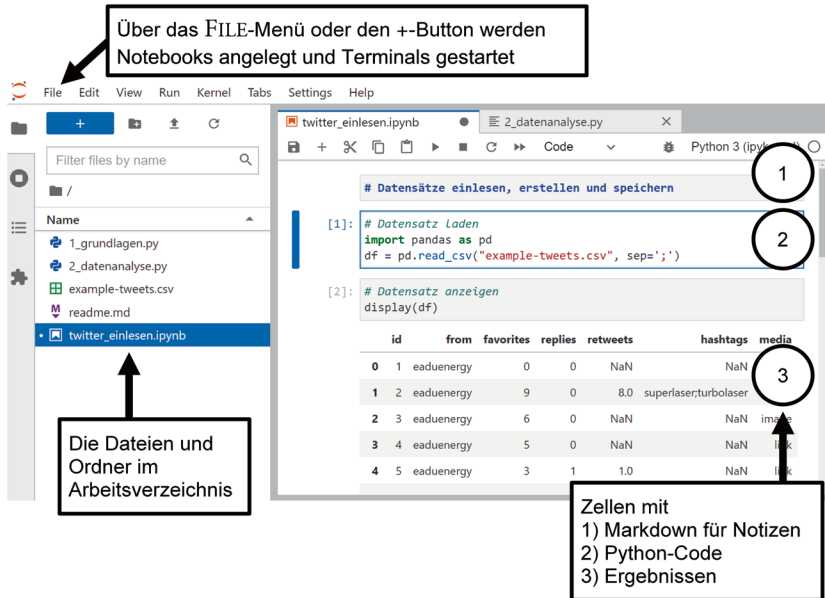 Über das FILE-Menü oder den +-Button werden
Notebooks angelegt und Terminals gestartet
File Edit View Run Kernel Tabs Settings Help
twitter_einlesen.ipynb
2_datenanalyse.py
Code
Python 3
Filter files by name
/
Name
1_grundlagen.py
2_datenanalyse.py
example-tweets.csv
readme.md
twitter_einlesen.ipynb
# Datensätze einlesen, erstellen und speichern
1
[1]: # Datensatz laden
import pandas as pd
df = pd.read_csv("example-tweets.csv", sep=';')
2
[2]: # Datensatz anzeigen
display(df)
id from favorites replies retweets hashtags media
0 1 eaduenergy 0 0 NaN NaN
1 2 eaduenergy 9 0 8.0 superlaser;turbolaser
2 3 eaduenergy 6 0 NaN NaN
3 4 eaduenergy 5 0 NaN NaN
4 5 eaduenergy 3 1 1.0 NaN
3
Die Dateien und
Ordner im
Arbeitsverzeichnis
Zellen mit
1) Markdown für Notizen
2) Python-Code
3) Ergebnissen